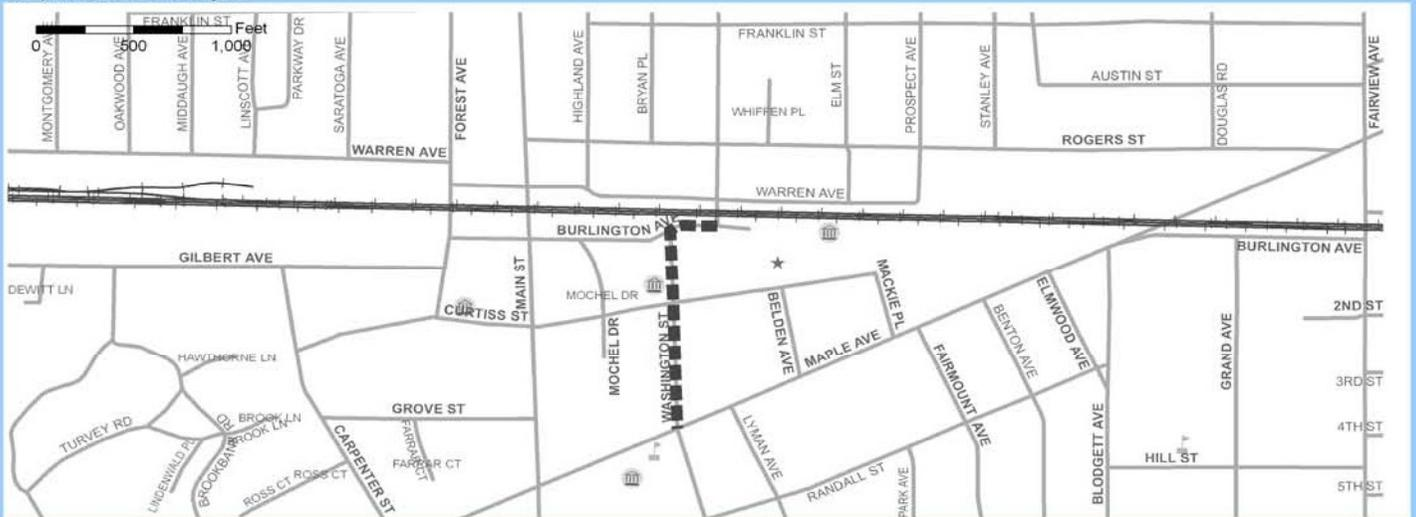 FRANKLIN ST
Feet
0 500 1,000
MONTGOMERY AVE
OAKWOOD AVE
MIDDAUGH AVE
LINSCOTT AVE
PARKWAY DR
SARATOGA AVE
FOREST AVE
HIGHLAND AVE
BRYAN PL
FRANKLIN ST
WHIFFEN PL
ELM ST
PROSPECT AVE
STANLEY AVE
AUSTIN ST
DOUGLAS RD
FAIRVIEW AVE
WARREN AVE
ROGERS ST
WARREN AVE
BURLINGTON AVE
BURLINGTON AVE
GILBERT AVE
DEWITT LN
MAIN ST
MOCHEL DR
CURTISS ST
MOCHEL DR
WASHINGTON ST
BELDEN AVE
MACKIE PL
MAPLE AVE
FAIRMOUNT AVE
BENTON AVE
ELMWOOD AVE
GRAND AVE
2ND ST
3RD ST
4TH ST
5TH ST
HAWTHORNE LN
TURVEY RD
BROOK LN
BROOK LN
BROOKBANK RD
LINDENWALD PL
ROSS CT
ROSS CT
CARPENTER ST
GROVE ST
FARRAR CT
FARRAR CT
LYMAN AVE
RANDALL ST
PARK AVE
BLODGETT AVE
HILL ST